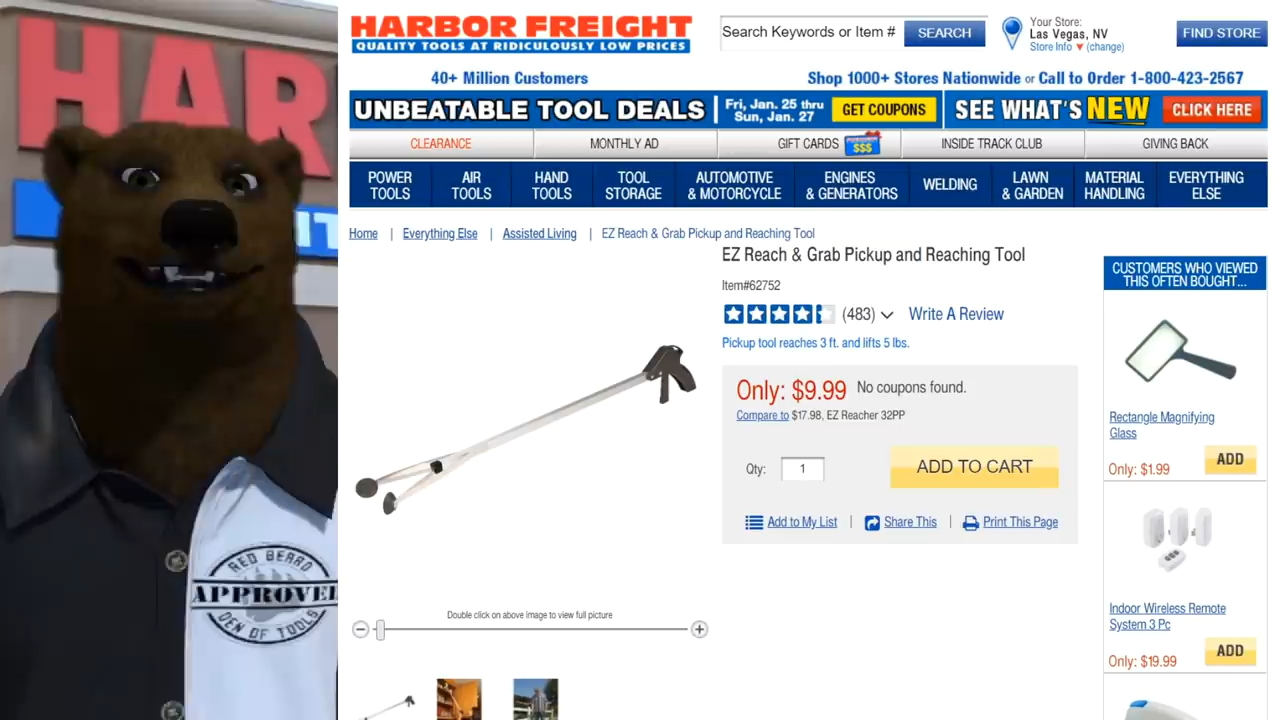 HAR
IT
RED BEARD
APPROVED
DEN OF TOOLS
HARBOR FREIGHT
QUALITY TOOLS AT RIDICULOUSLY LOW PRICES
Search Keywords or Item #
SEARCH
Your Store:
Las Vegas, NV
Store Info ▼ (change)
FIND STORE
40+ Million Customers
Shop 1000+ Stores Nationwide or Call to Order 1-800-423-2567
UNBEATABLE TOOL DEALS
Fri, Jan. 25 thru
Sun, Jan. 27
GET COUPONS
SEE WHAT'S NEW
CLICK HERE
CLEARANCE
MONTHLY AD
GIFT CARDS
$$$
INSIDE TRACK CLUB
GIVING BACK
POWER
TOOLS
AIR
TOOLS
HAND
TOOLS
TOOL
STORAGE
AUTOMOTIVE
& MOTORCYCLE
ENGINES
& GENERATORS
WELDING
LAWN
& GARDEN
MATERIAL
HANDLING
EVERYTHING
ELSE
Home | Everything Else | Assisted Living | EZ Reach & Grab Pickup and Reaching Tool
EZ Reach & Grab Pickup and Reaching Tool
Item#62752
(483) Write A Review
Pickup tool reaches 3 ft. and lifts 5 lbs.
Only: $9.99 No coupons found.
Compare to $17.98, EZ Reacher 32PP
Qty: 1
ADD TO CART
Add to My List | Share This | Print This Page
Double click on above image to view full picture
CUSTOMERS WHO VIEWED
THIS OFTEN BOUGHT...
Rectangle Magnifying
Glass
Only: $1.99
ADD
Indoor Wireless Remote
System 3 Pc
Only: $19.99
ADD